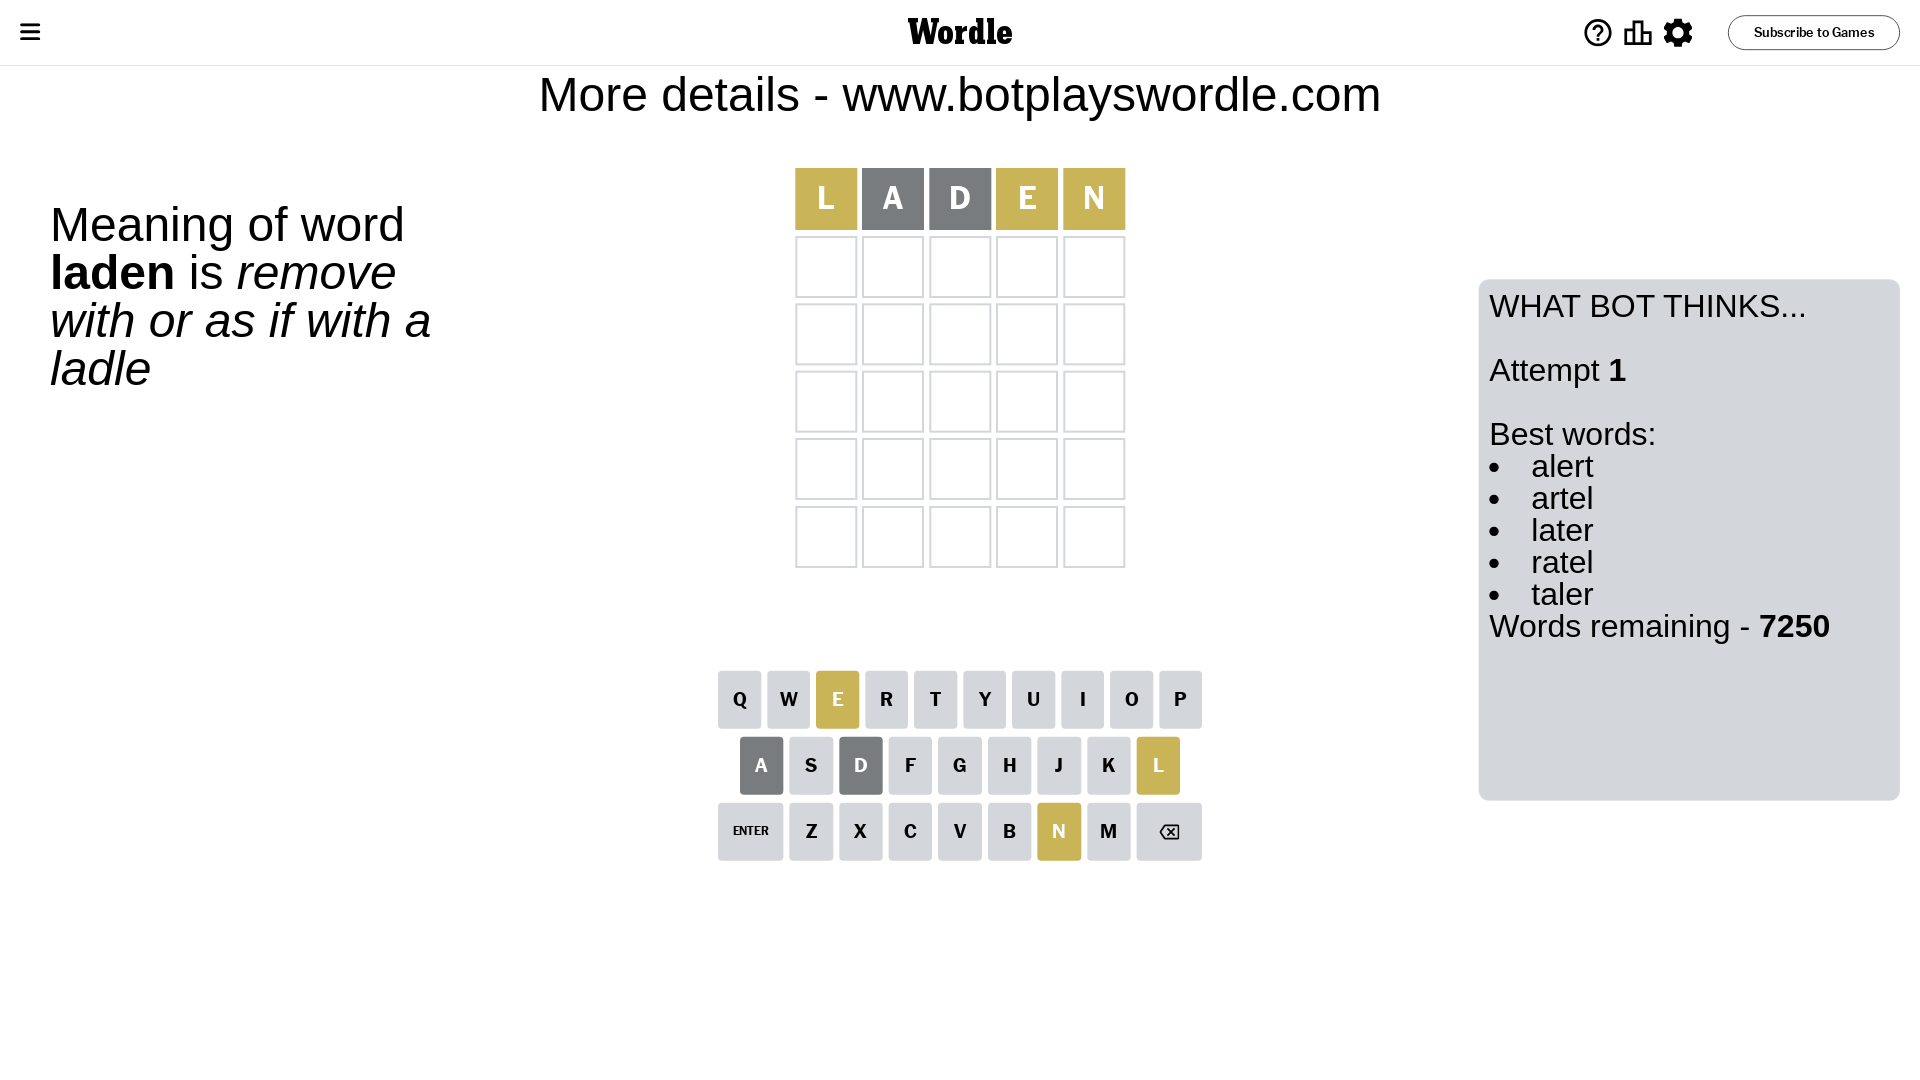 Wordle
Subscribe to Games
More details - www.botplayswordle.com
L A D E N
Meaning of word
laden is remove
with or as if with a
ladle
WHAT BOT THINKS...
Attempt 1
Best words:
• alert
• artel
• later
• ratel
• taler
Words remaining - 7250
Q W E R T Y U I O P
A S D F G H J K L
ENTER Z X C V B N M